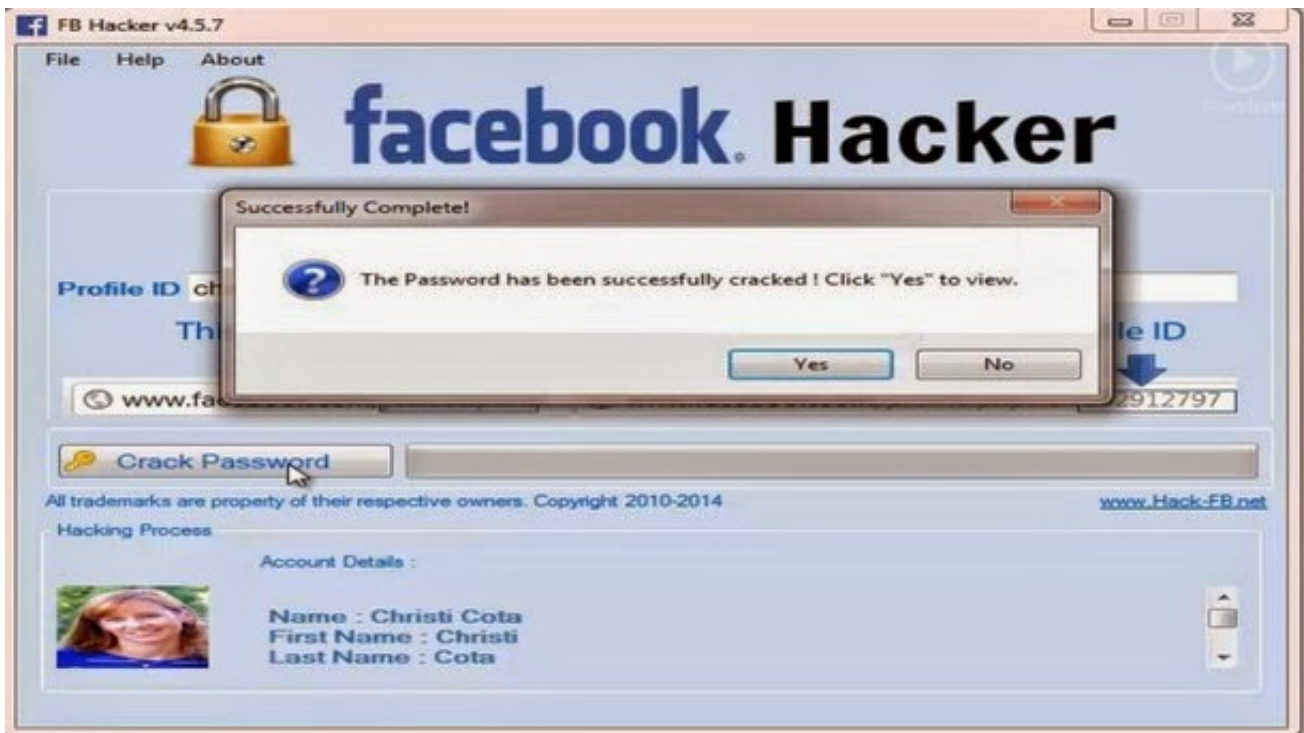 FB Hacker v4.5.7
File Help About
facebook Hacker
Successfully Complete!
The Password has been successfully cracked ! Click "Yes" to view.
Profile ID ch
Yes No
www.fa
2912797
Crack Password
All trademarks are property of their respective owners. Copyright 2010-2014 www.Hack-FB.net
Hacking Process
Account Details :
Name : Christi Cota
First Name : Christi
Last Name : Cota